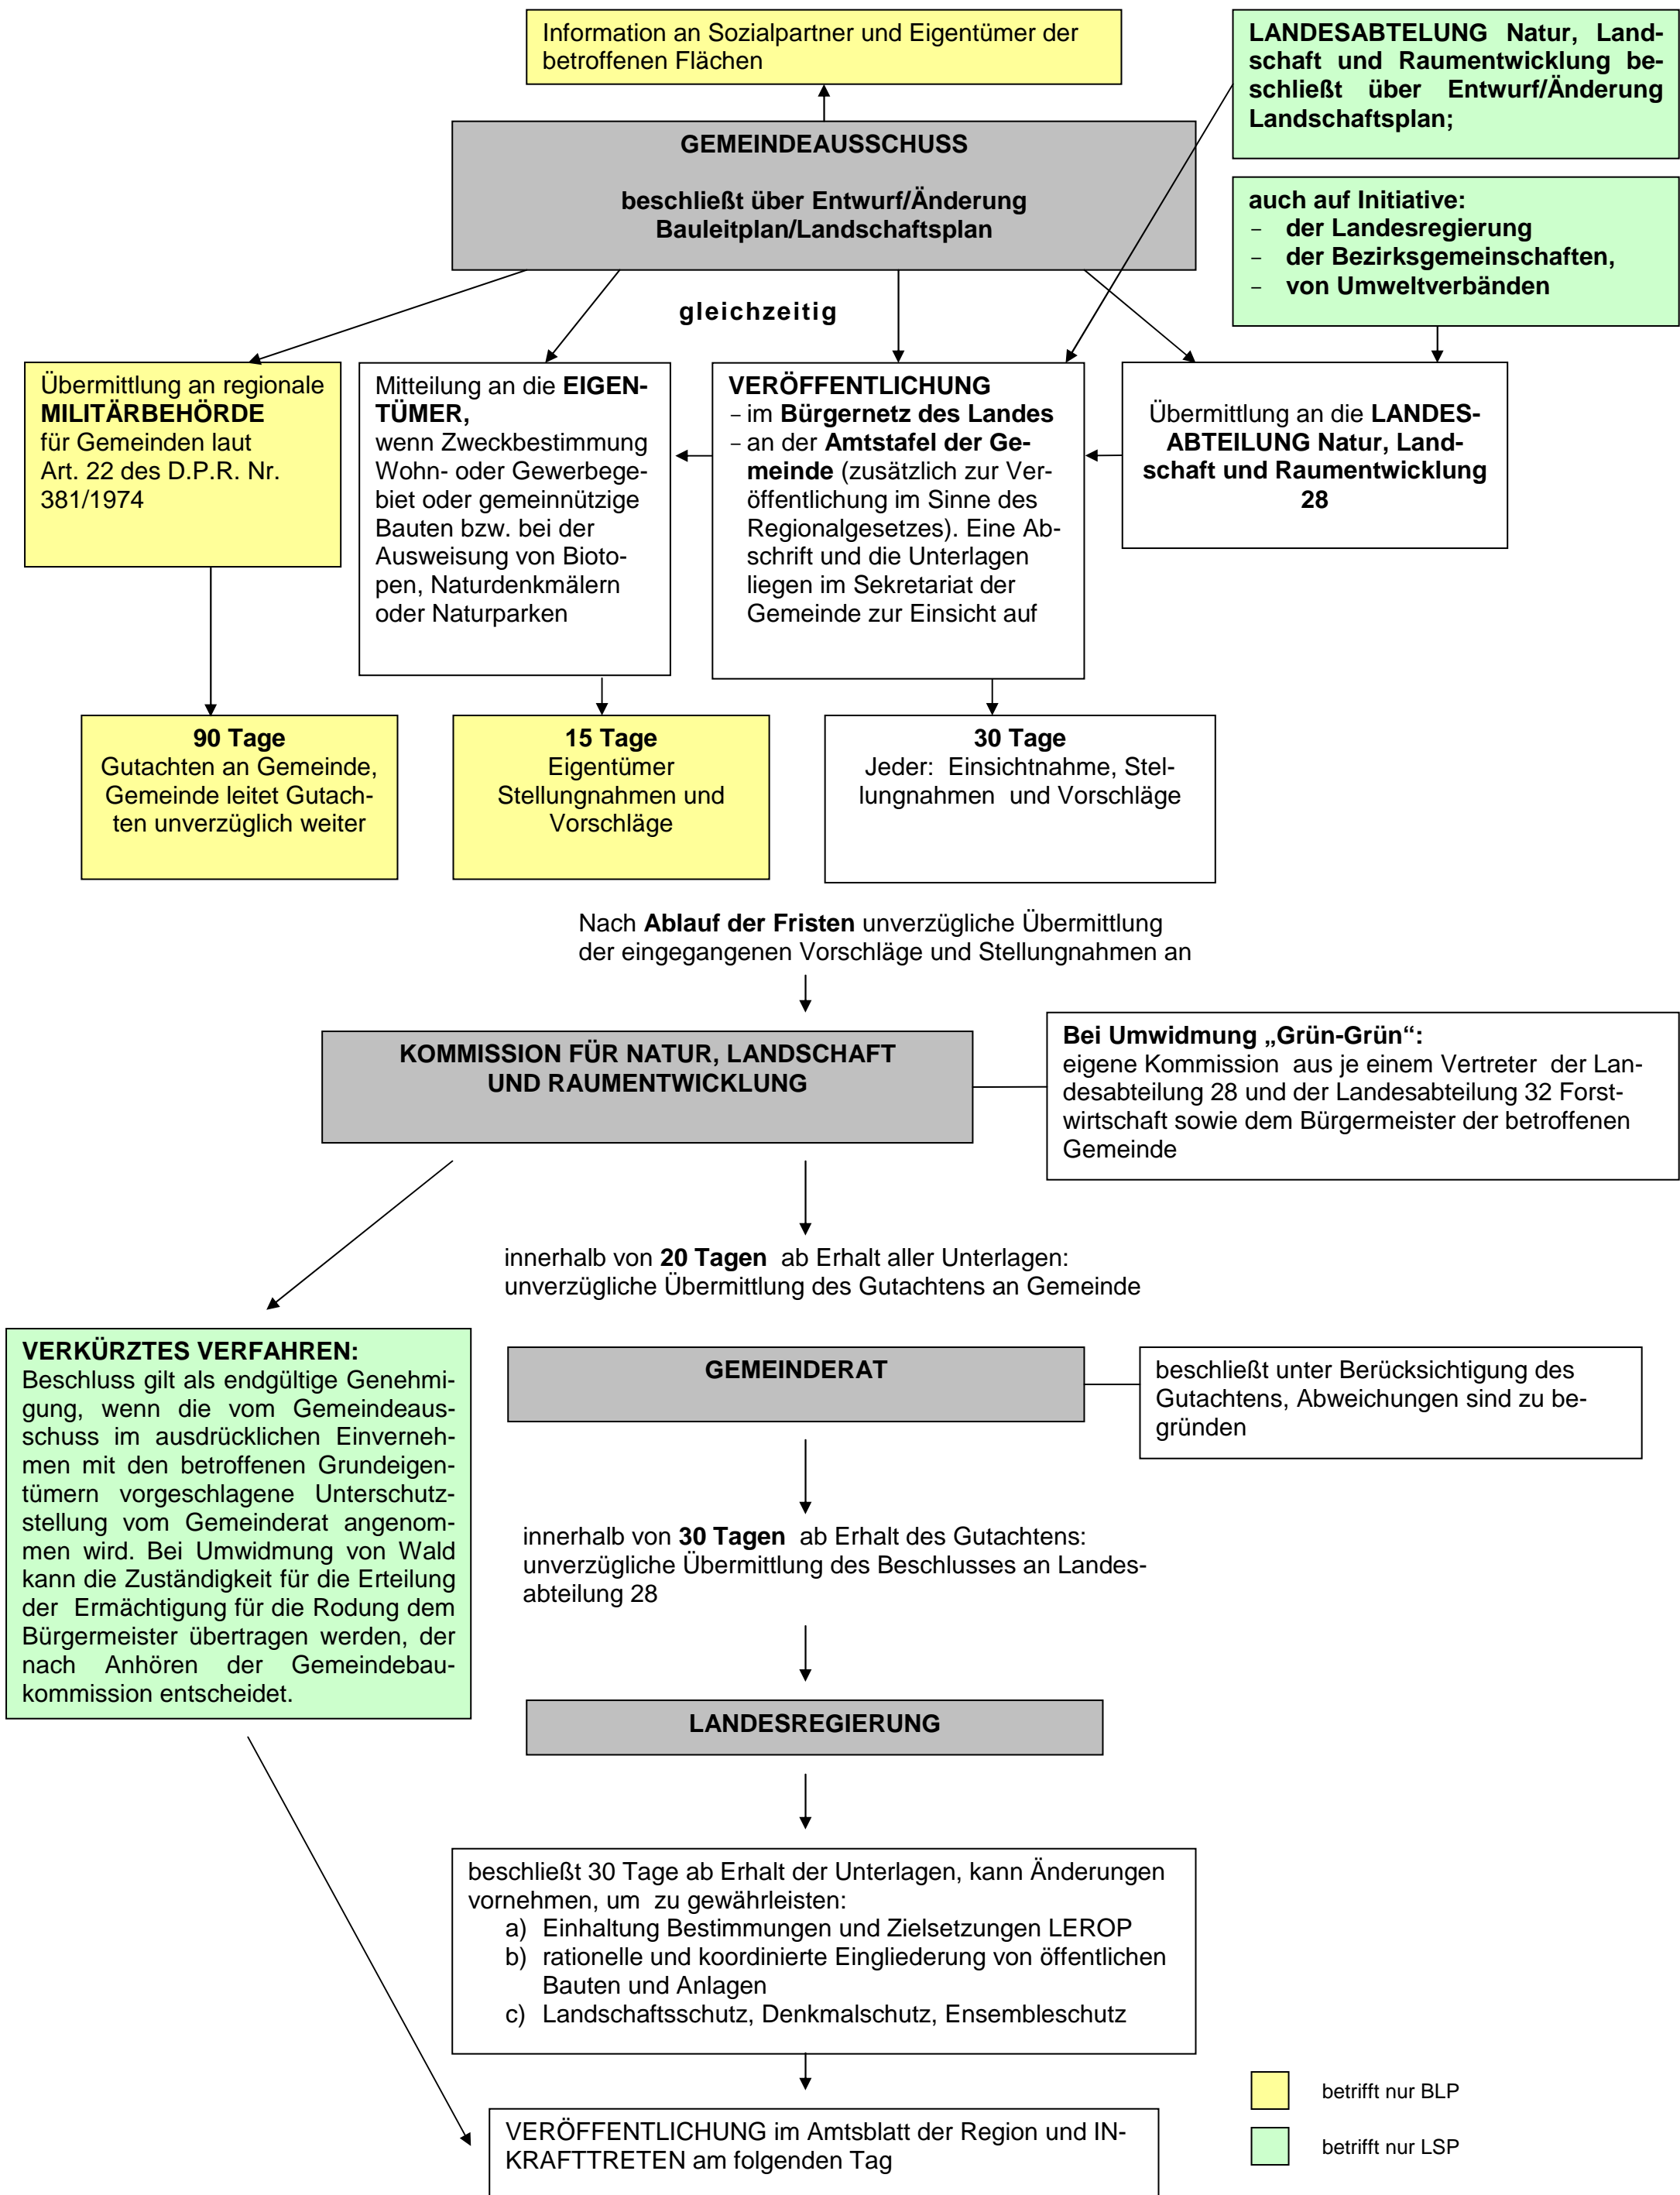 Information an Sozialpartner und Eigentümer der
betroffenen Flächen
LANDESABTELUNG Natur, Land-
schaft und Raumentwicklung be-
schließt über Entwurf/Änderung
Landschaftsplan;
GEMEINDEAUSSCHUSS
beschließt über Entwurf/Änderung
Bauleitplan/Landschaftsplan
auch auf Initiative:
- der Landesregierung
- der Bezirksgemeinschaften,
- von Umweltverbänden
gleichzeitig
Übermittlung an regionale
MILITÄRBEHÖRDE
für Gemeinden laut
Art. 22 des D.P.R. Nr.
381/1974
Mitteilung an die EIGEN-
TÜMER,
wenn Zweckbestimmung
Wohn- oder Gewerbege-
biet oder gemeinnützige
Bauten bzw. bei der
Ausweisung von Bioto-
pen, Naturdenkmälern
oder Naturparken
VERÖFFENTLICHUNG
- im Bürgernetz des Landes
- an der Amtstafel der Ge-
meinde (zusätzlich zur Ver-
öffentlichung im Sinne des
Regionalgesetzes). Eine Ab-
schrift und die Unterlagen
liegen im Sekretariat der
Gemeinde zur Einsicht auf
Übermittlung an die LANDES-
ABTEILUNG Natur, Land-
schaft und Raumentwicklung
28
90 Tage
Gutachten an Gemeinde,
Gemeinde leitet Gutach-
ten unverzüglich weiter
15 Tage
Eigentümer
Stellungnahmen und
Vorschläge
30 Tage
Jeder: Einsichtnahme, Stel-
lungnahmen und Vorschläge
Nach Ablauf der Fristen unverzügliche Übermittlung
der eingegangenen Vorschläge und Stellungnahmen an
KOMMISSION FÜR NATUR, LANDSCHAFT
UND RAUMENTWICKLUNG
Bei Umwidmung „Grün-Grün“:
eigene Kommission aus je einem Vertreter der Lan-
desabteilung 28 und der Landesabteilung 32 Forst-
wirtschaft sowie dem Bürgermeister der betroffenen
Gemeinde
innerhalb von 20 Tagen ab Erhalt aller Unterlagen:
unverzügliche Übermittlung des Gutachtens an Gemeinde
VERKÜRZTES VERFAHREN:
Beschluss gilt als endgültige Genehmi-
gung, wenn die vom Gemeindeaus-
schuss im ausdrücklichen Einverneh-
men mit den betroffenen Grundeigen-
tümern vorgeschlagene Unterschutz-
stellung vom Gemeinderat angenom-
men wird. Bei Umwidmung von Wald
kann die Zuständigkeit für die Erteilung
der Ermächtigung für die Rodung dem
Bürgermeister übertragen werden, der
nach Anhören der Gemeindebau-
kommission entscheidet.
GEMEINDERAT
beschließt unter Berücksichtigung des
Gutachtens, Abweichungen sind zu be-
gründen
innerhalb von 30 Tagen ab Erhalt des Gutachtens:
unverzügliche Übermittlung des Beschlusses an Landes-
abteilung 28
LANDESREGIERUNG
beschließt 30 Tage ab Erhalt der Unterlagen, kann Änderungen
vornehmen, um zu gewährleisten:
a) Einhaltung Bestimmungen und Zielsetzungen LEROP
b) rationelle und koordinierte Eingliederung von öffentlichen
Bauten und Anlagen
c) Landschaftsschutz, Denkmalschutz, Ensembleschutz
VERÖFFENTLICHUNG im Amtsblatt der Region und IN-
KRAFTTRETEN am folgenden Tag
betrifft nur BLP
betrifft nur LSP